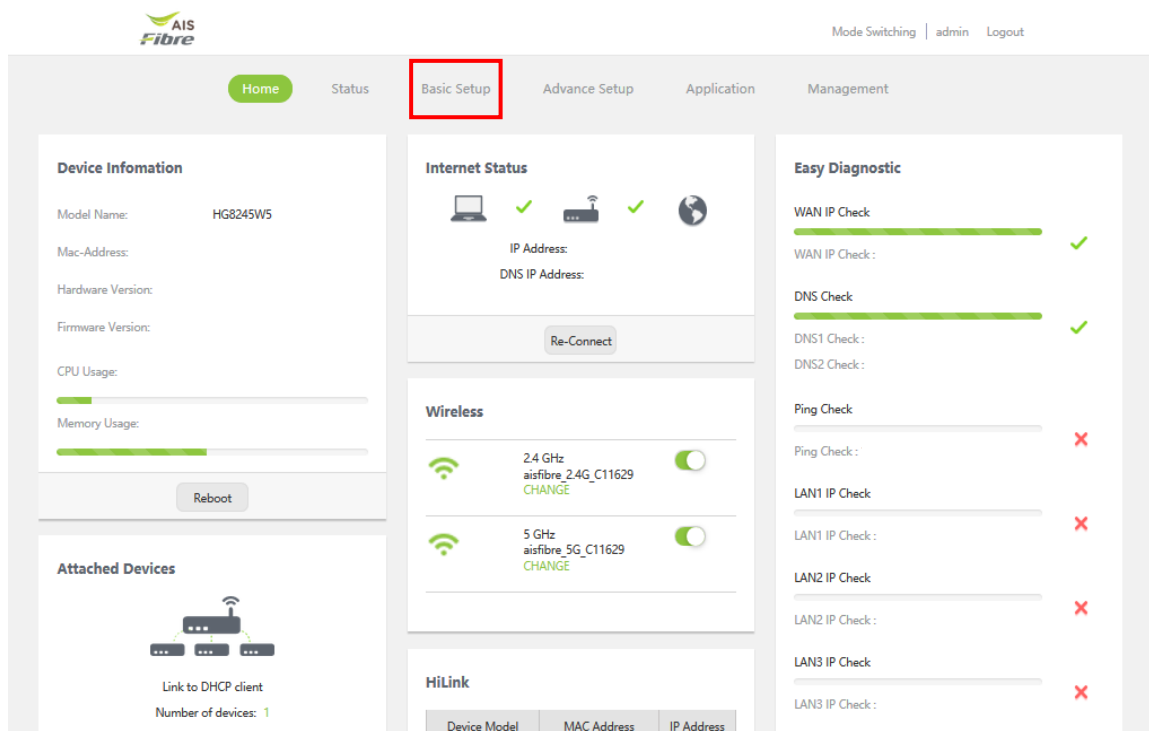 AIS
Fibre
Mode Switching | admin Logout
Home Status Basic Setup Advance Setup Application Management
Device Infomation
Model Name: HG8245W5
Mac-Address:
Hardware Version:
Firmware Version:
CPU Usage:
Memory Usage:
Reboot
Attached Devices
Link to DHCP client
Number of devices: 1
Internet Status
IP Address:
DNS IP Address:
Re-Connect
Wireless
2.4 GHz
aisfibre_2.4G_C11629
CHANGE
5 GHz
aisfibre_5G_C11629
CHANGE
HiLink
Device Model MAC Address IP Address
Easy Diagnostic
WAN IP Check
WAN IP Check :
DNS Check
DNS1 Check :
DNS2 Check :
Ping Check
Ping Check :
LAN1 IP Check
LAN1 IP Check :
LAN2 IP Check
LAN2 IP Check :
LAN3 IP Check
LAN3 IP Check :